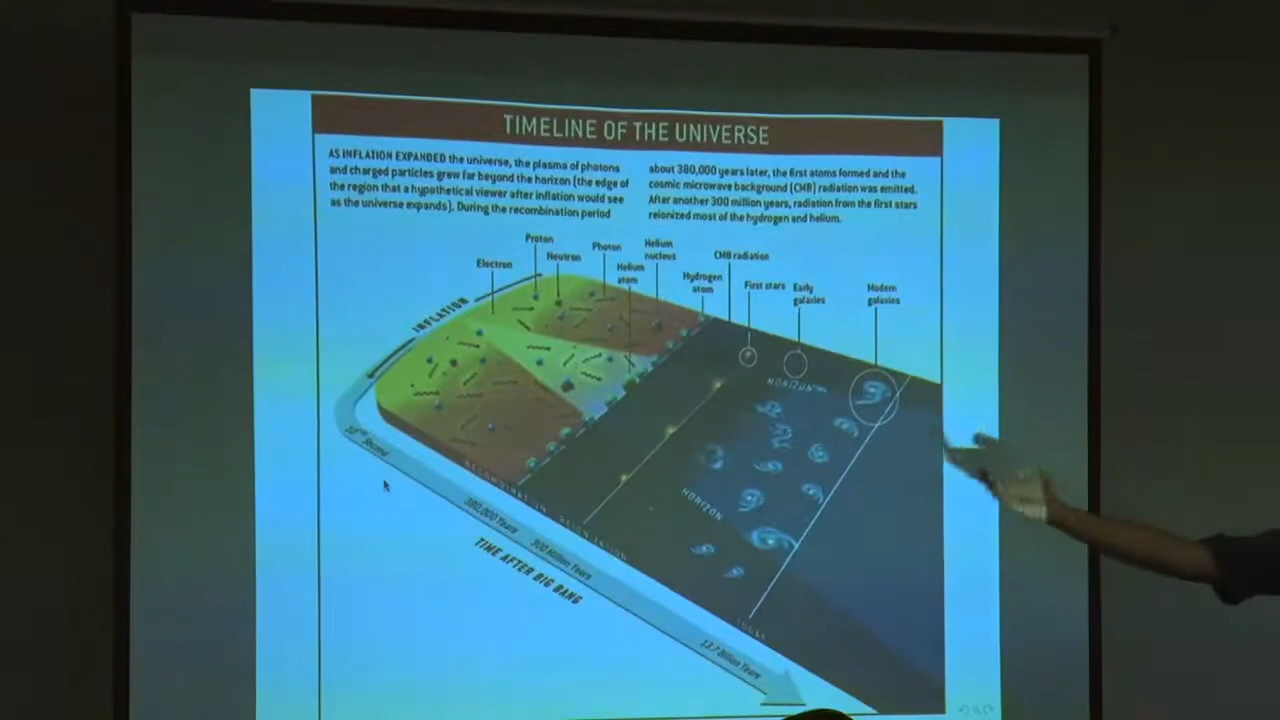 TIMELINE OF THE UNIVERSE
AS INFLATION EXPANDED the universe, the plasma of photons
and charged particles grew far beyond the horizon (the edge of
the region that a hypothetical viewer after inflation would see
as the universe expands). During the recombination period
about 380,000 years later, the first atoms formed and the
cosmic microwave background (CMB) radiation was emitted.
After another 300 million years, radiation from the first stars
reionized most of the hydrogen and helium.
Proton
Neutron
Photon
Helium
nucleus
Helium
atom
Electron
Hydrogen
atom
CMB radiation
First stars
Early
galaxies
Modern
galaxies
INFLATION
HORIZON
HORIZON
Second
RECOMBINATION
REIONIZATION
380,000 Years
300 Million Years
TIME AFTER BIG BANG
TODAY
13.7 Billion Years